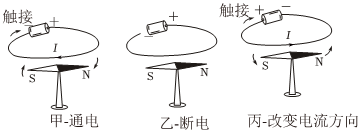 触接 - +
I
S N
甲-通电
- +
S N
乙-断电
触接 + -
I
S N
丙-改变电流方向